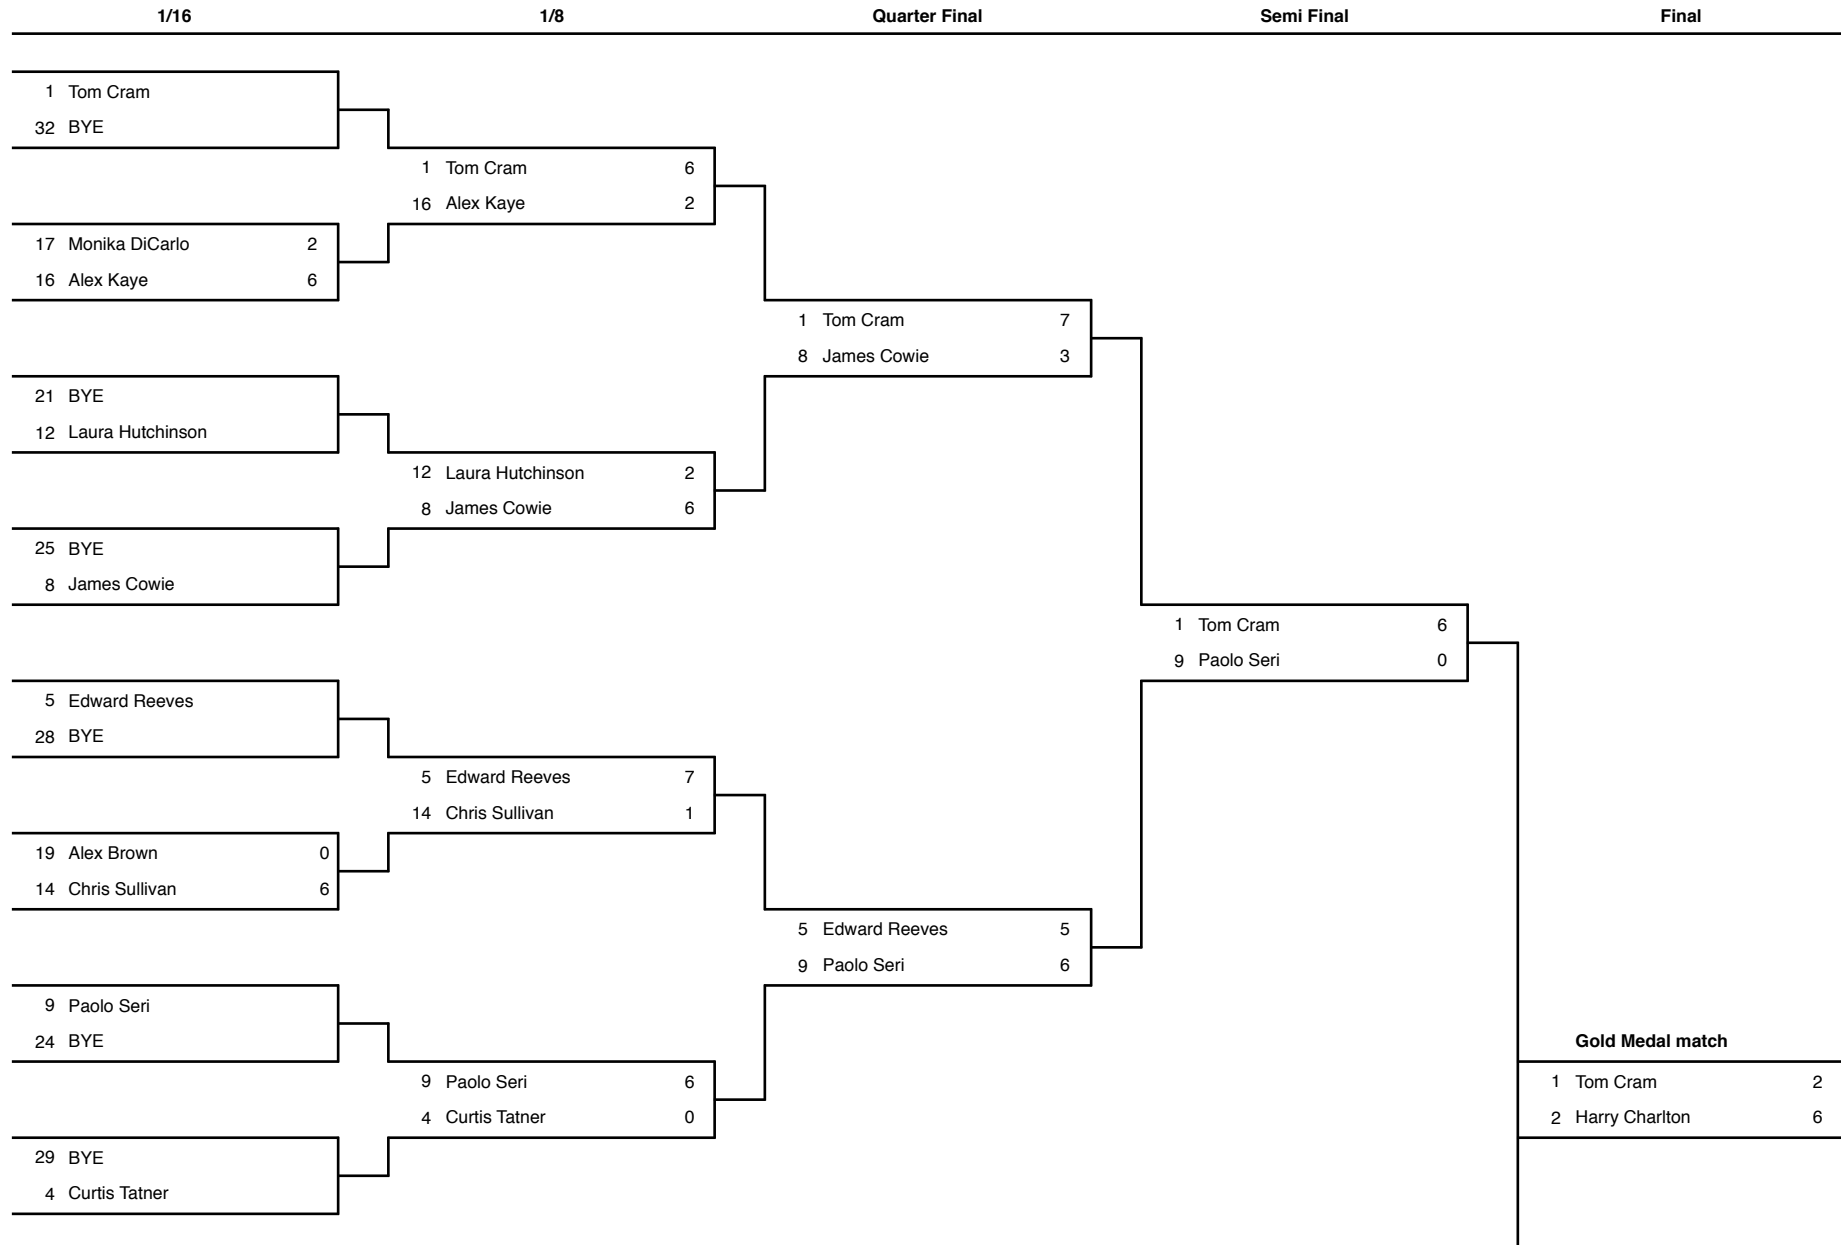 1/16 1/8 Quarter Final Semi Final Final
1 Tom Cram
32 BYE
1 Tom Cram 6
16 Alex Kaye 2
17 Monika DiCarlo 2
16 Alex Kaye 6
1 Tom Cram 7
8 James Cowie 3
21 BYE
12 Laura Hutchinson
12 Laura Hutchinson 2
8 James Cowie 6
25 BYE
8 James Cowie
1 Tom Cram 6
9 Paolo Seri 0
5 Edward Reeves
28 BYE
5 Edward Reeves 7
14 Chris Sullivan 1
19 Alex Brown 0
14 Chris Sullivan 6
5 Edward Reeves 5
9 Paolo Seri 6
9 Paolo Seri
24 BYE
Gold Medal match
9 Paolo Seri 6
4 Curtis Tatner 0
1 Tom Cram 2
2 Harry Charlton 6
29 BYE
4 Curtis Tatner